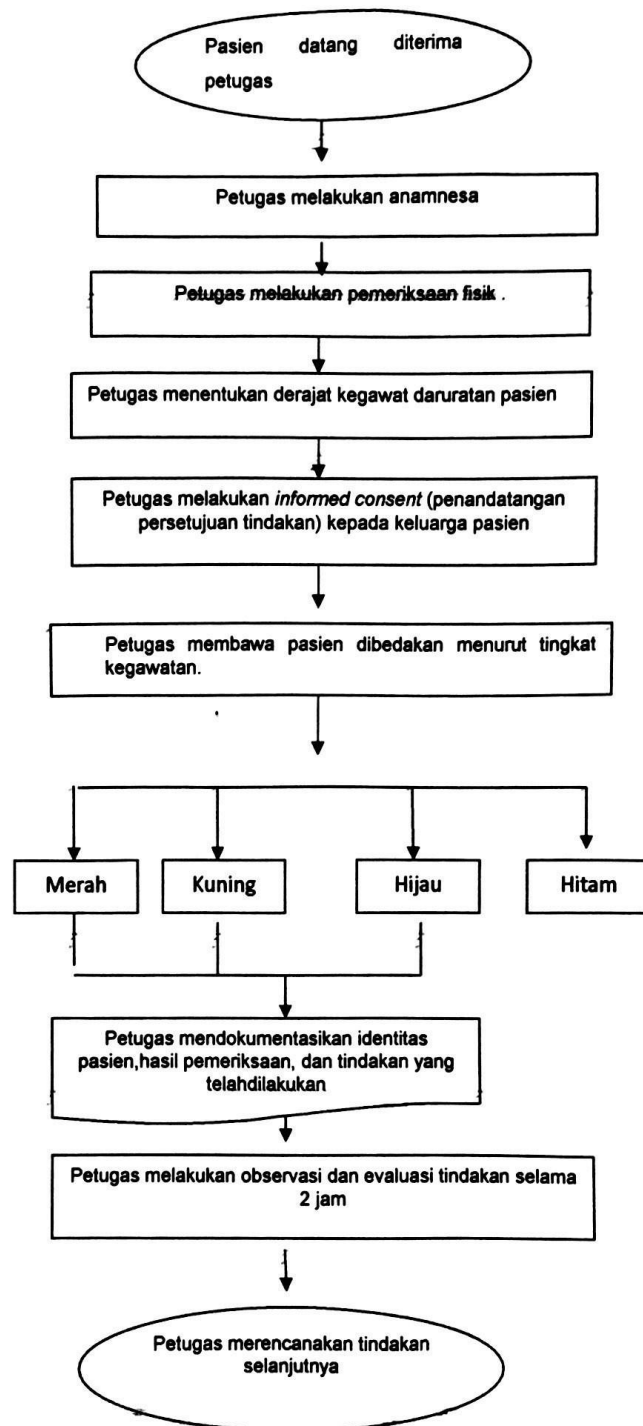 Pasien datang diterima
petugas
Petugas melakukan anamnesa
Petugas melakukan pemeriksaan fisik .
Petugas menentukan derajat kegawat daruratan pasien
Petugas melakukan informed consent (penandatangan
persetujuan tindakan) kepada keluarga pasien
Petugas membawa pasien dibedakan menurut tingkat
kegawatan.
Merah Kuning Hijau Hitam
Petugas mendokumentasikan identitas
pasien,hasil pemeriksaan, dan tindakan yang
telahdilakukan
Petugas melakukan observasi dan evaluasi tindakan selama
2 jam
Petugas merencanakan tindakan
selanjutnya